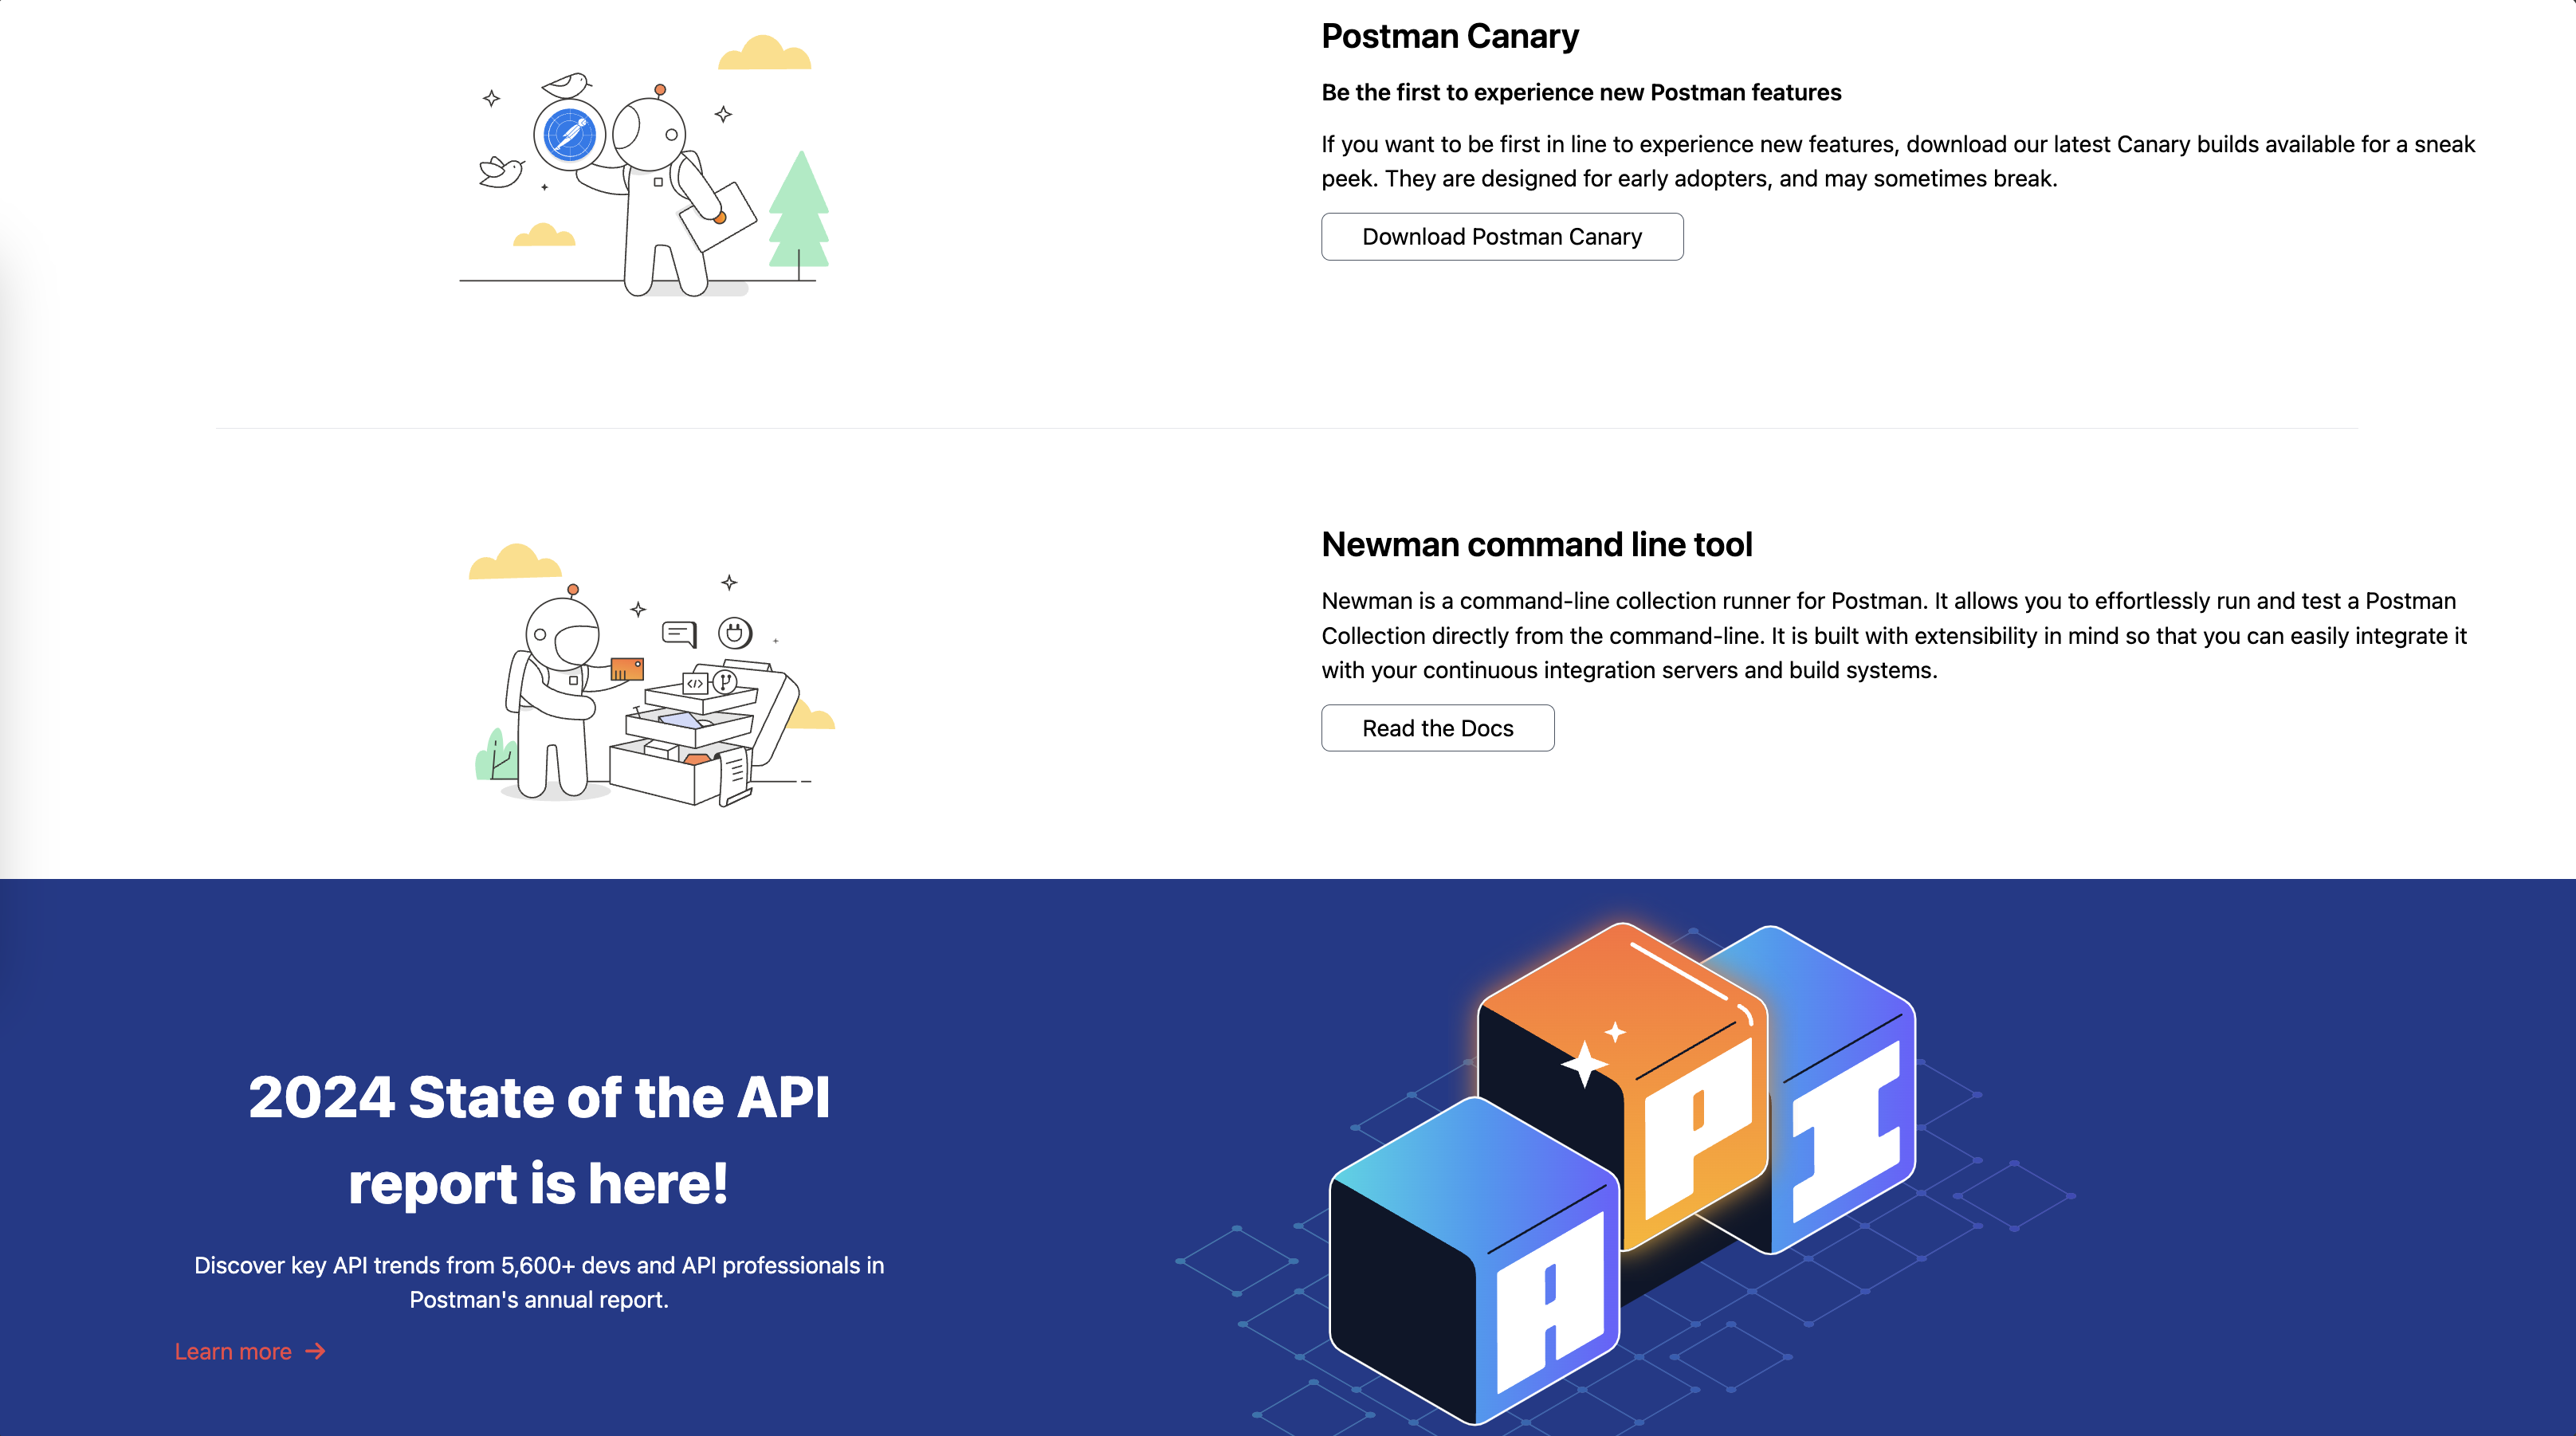 Postman Canary
Be the first to experience new Postman features
If you want to be first in line to experience new features, download our latest Canary builds available for a sneak
peek. They are designed for early adopters, and may sometimes break.
Download Postman Canary
Newman command line tool
Newman is a command-line collection runner for Postman. It allows you to effortlessly run and test a Postman
Collection directly from the command-line. It is built with extensibility in mind so that you can easily integrate it
with your continuous integration servers and build systems.
Read the Docs
</>
2024 State of the API
report is here!
Discover key API trends from 5,600+ devs and API professionals in
Postman's annual report.
Learn more →
A P I